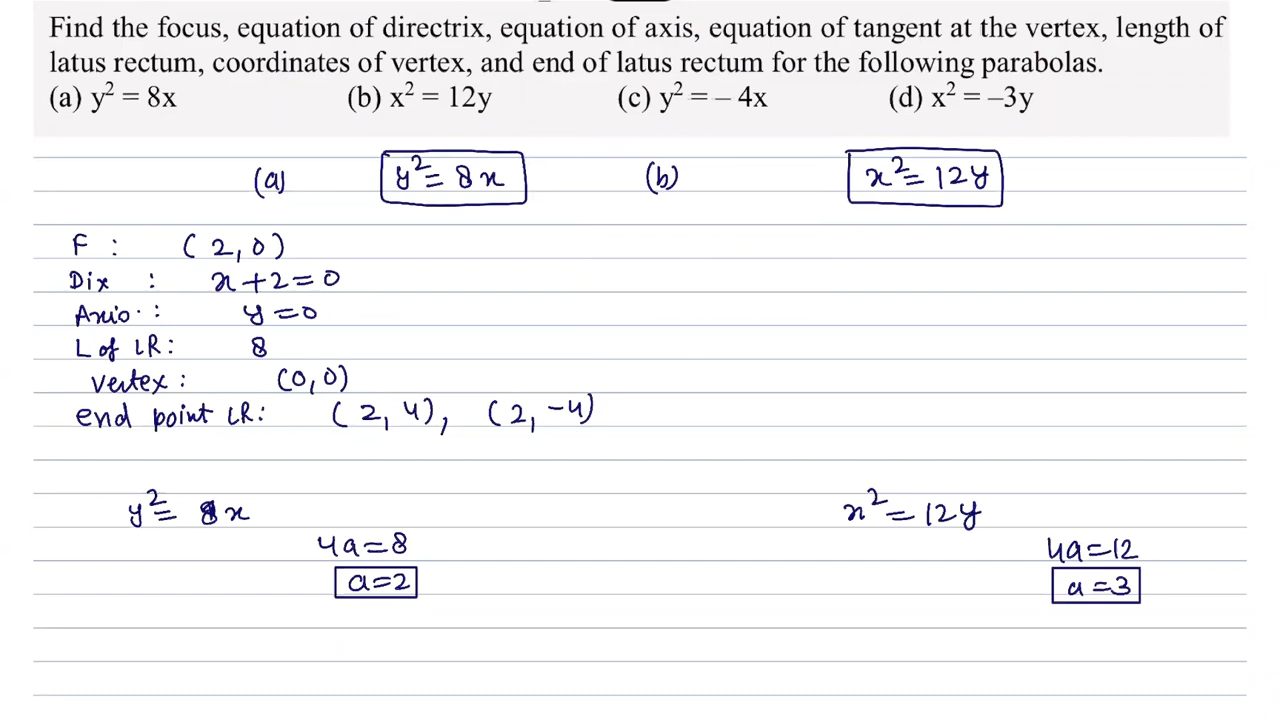 Find the focus, equation of directrix, equation of axis, equation of tangent at the vertex, length of
latus rectum, coordinates of vertex, and end of latus rectum for the following parabolas.
(a) y² = 8x (b) x² = 12y (c) y² = – 4x (d) x² = –3y
(a) y² = 8x (b) x² = 12y
F : (2,0)
Dix : x+2=0
Axis : y=0
L of LR: 8
vertex: (0,0)
end point LR: (2,4), (2,-4)
y² = 8x x² = 12y
4a=8 4a=12
a=2 a=3